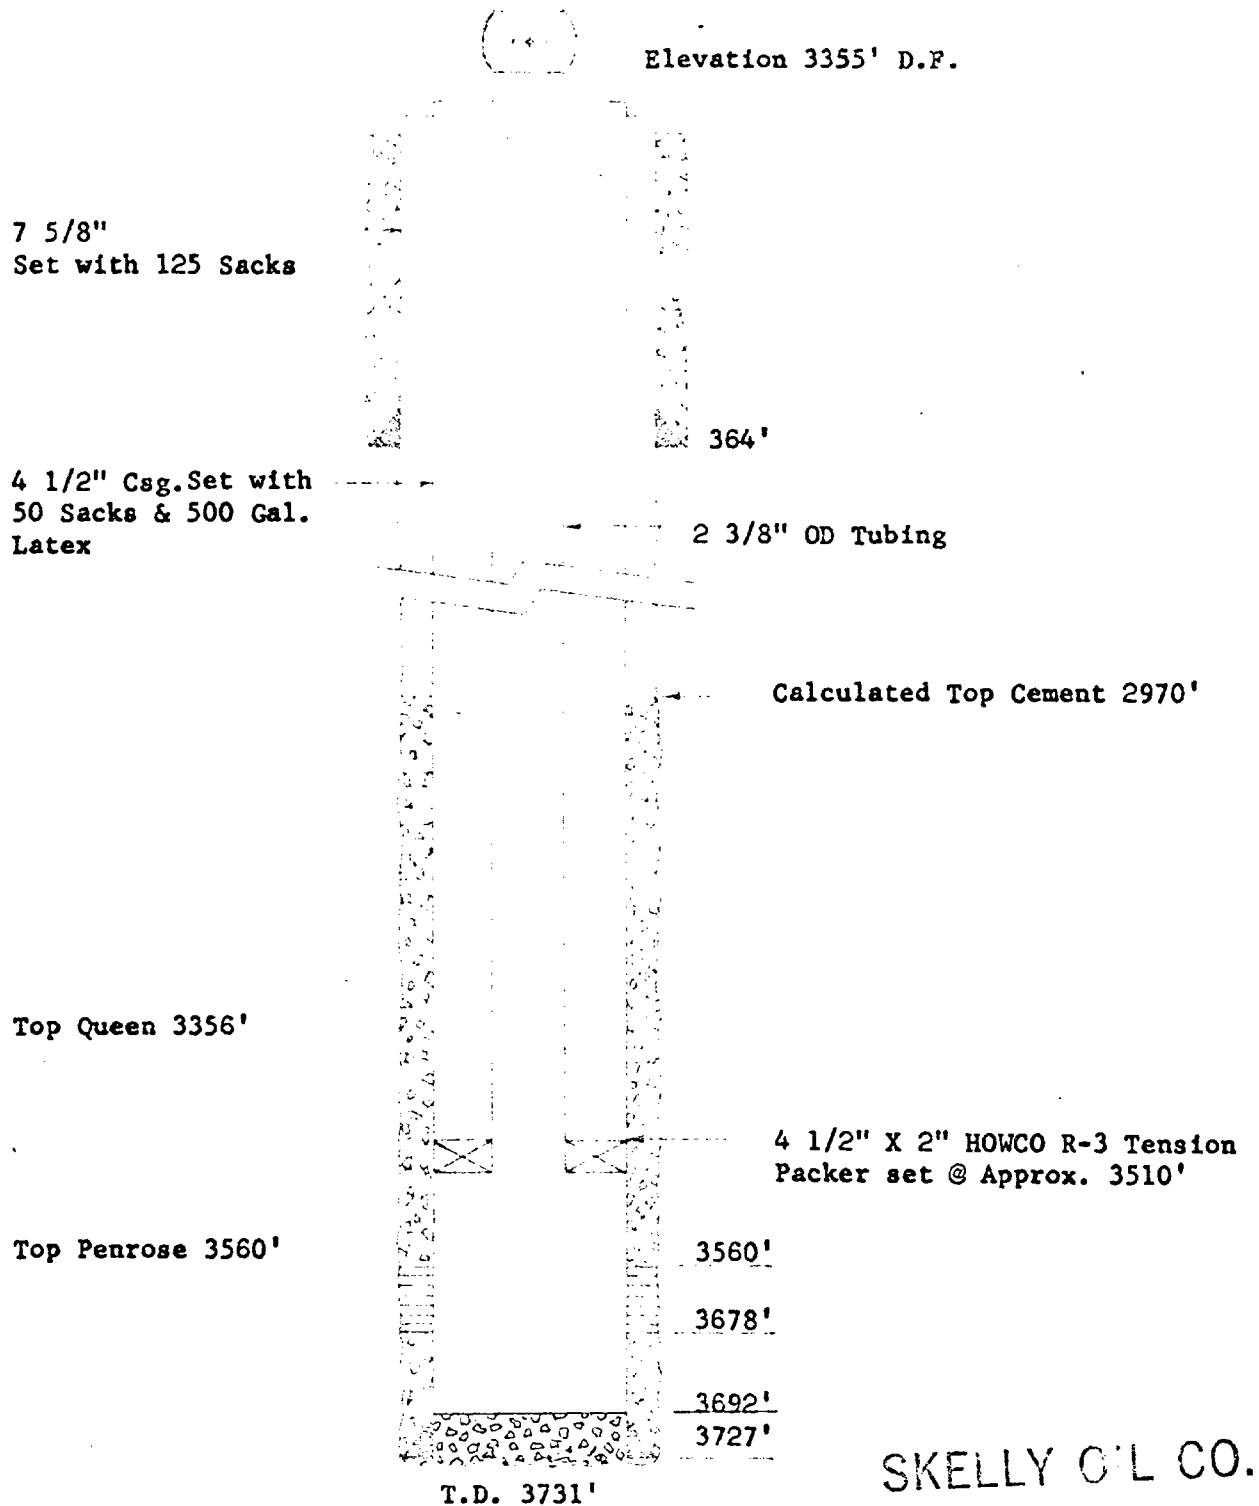 Elevation 3355' D.F.
7 5/8"
Set with 125 Sacks
364'
4 1/2" Csg.Set with
50 Sacks & 500 Gal.
Latex
2 3/8" OD Tubing
Calculated Top Cement 2970'
Top Queen 3356'
4 1/2" X 2" HOWCO R-3 Tension
Packer set @ Approx. 3510'
Top Penrose 3560'
3560'
3678'
3692'
3727'
T.D. 3731'
SKELLY OIL CO.